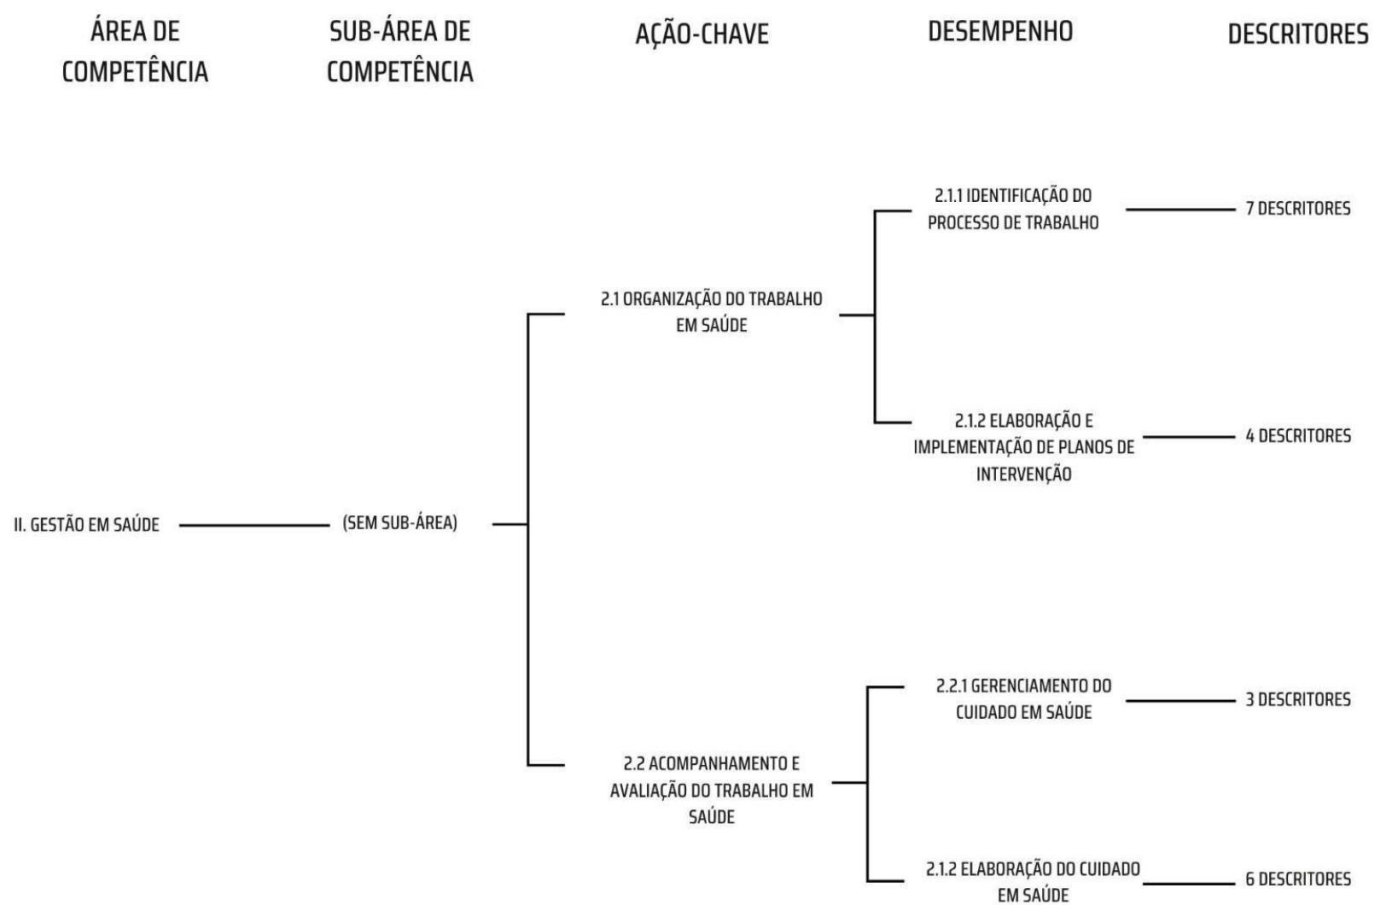 ÁREA DE
COMPETÊNCIA
SUB-ÁREA DE
COMPETÊNCIA
AÇÃO-CHAVE
DESEMPENHO
DESCRITORES
II. GESTÃO EM SAÚDE
(SEM SUB-ÁREA)
2.1 ORGANIZAÇÃO DO TRABALHO
EM SAÚDE
2.1.1 IDENTIFICAÇÃO DO
PROCESSO DE TRABALHO
7 DESCRITORES
2.1.2 ELABORAÇÃO E
IMPLEMENTAÇÃO DE PLANOS DE
INTERVENÇÃO
4 DESCRITORES
2.2 ACOMPANHAMENTO E
AVALIAÇÃO DO TRABALHO EM
SAÚDE
2.2.1 GERENCIAMENTO DO
CUIDADO EM SAÚDE
3 DESCRITORES
2.1.2 ELABORAÇÃO DO CUIDADO
EM SAÚDE
6 DESCRITORES